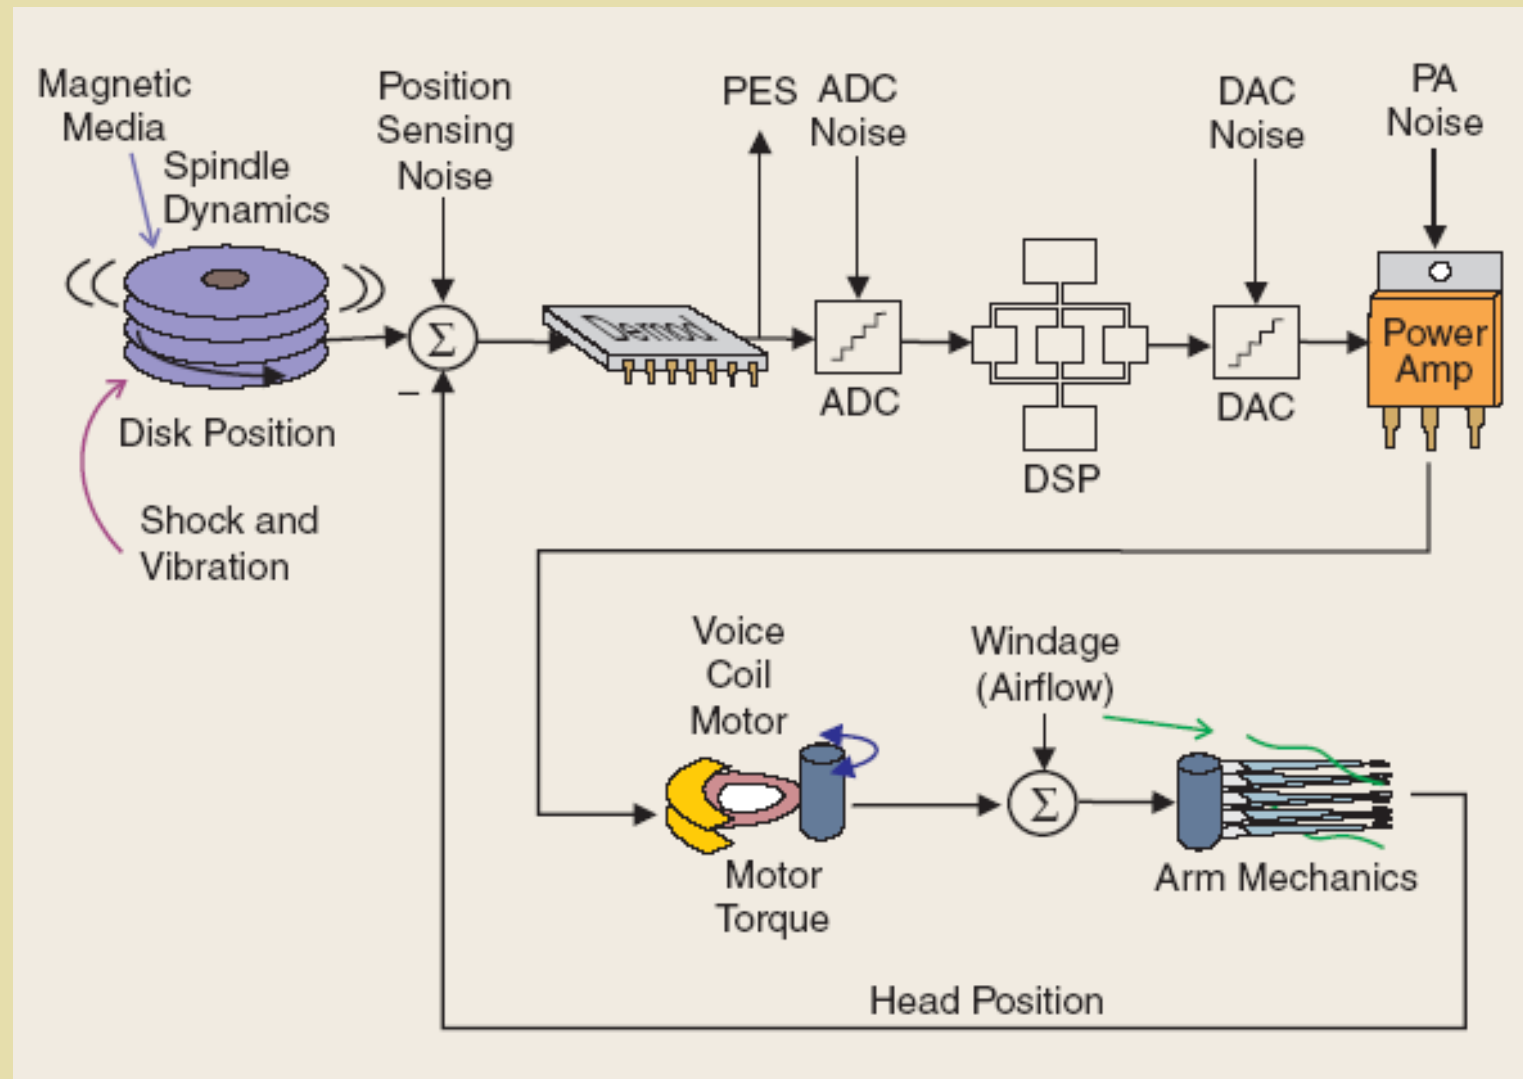 Magnetic
Media
Spindle
Dynamics
Position
Sensing
Noise
PES
ADC
Noise
DAC
Noise
PA
Noise
Σ
–
Demod
ADC
DSP
DAC
Power
Amp
Disk Position
Shock and
Vibration
Voice
Coil
Motor
Windage
(Airflow)
Σ
Motor
Torque
Arm Mechanics
Head Position